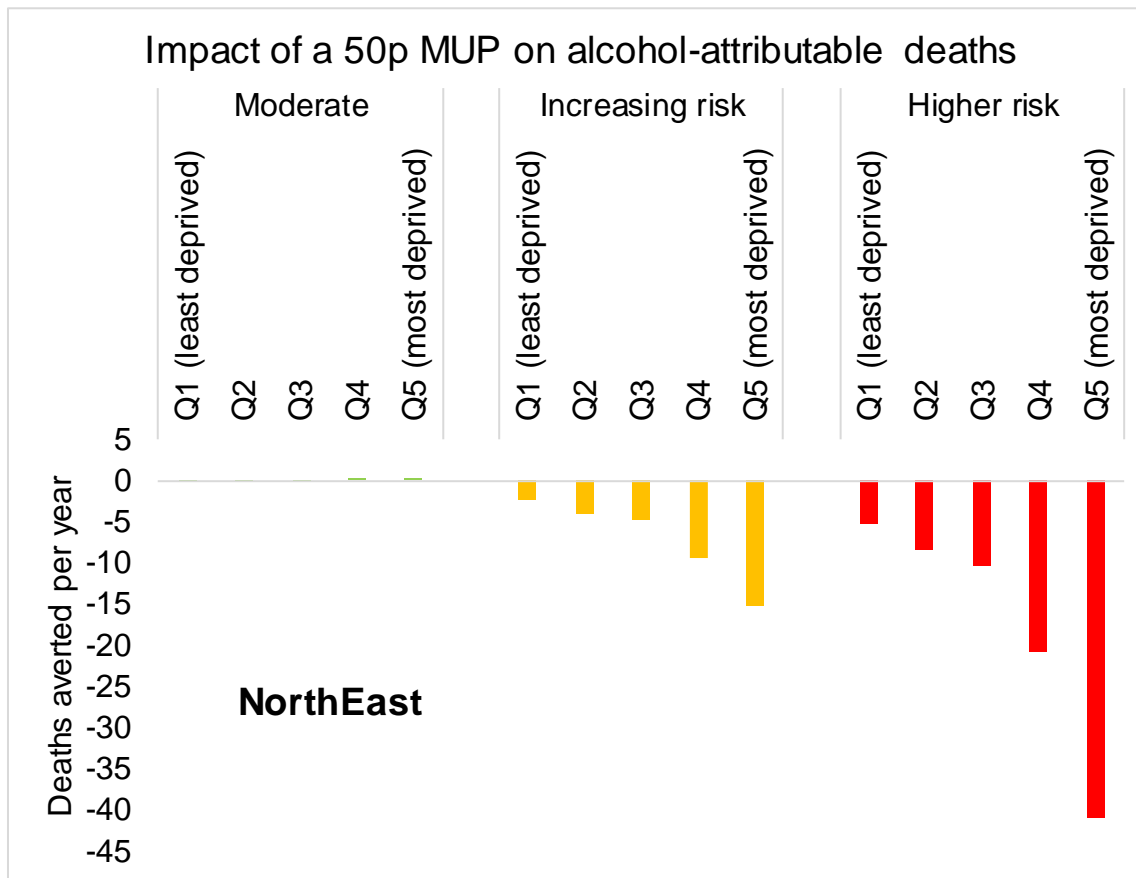 Impact of a 50p MUP on alcohol-attributable  deaths
Moderate
Increasing risk
Higher risk
Q1 (least deprived)
Q2
Q3
Q4
Q5 (most deprived)
Q1 (least deprived)
Q2
Q3
Q4
Q5 (most deprived)
Q1 (least deprived)
Q2
Q3
Q4
Q5 (most deprived)
Deaths averted per year
5
0
-5
-10
-15
-20
-25
-30
-35
-40
-45
NorthEast